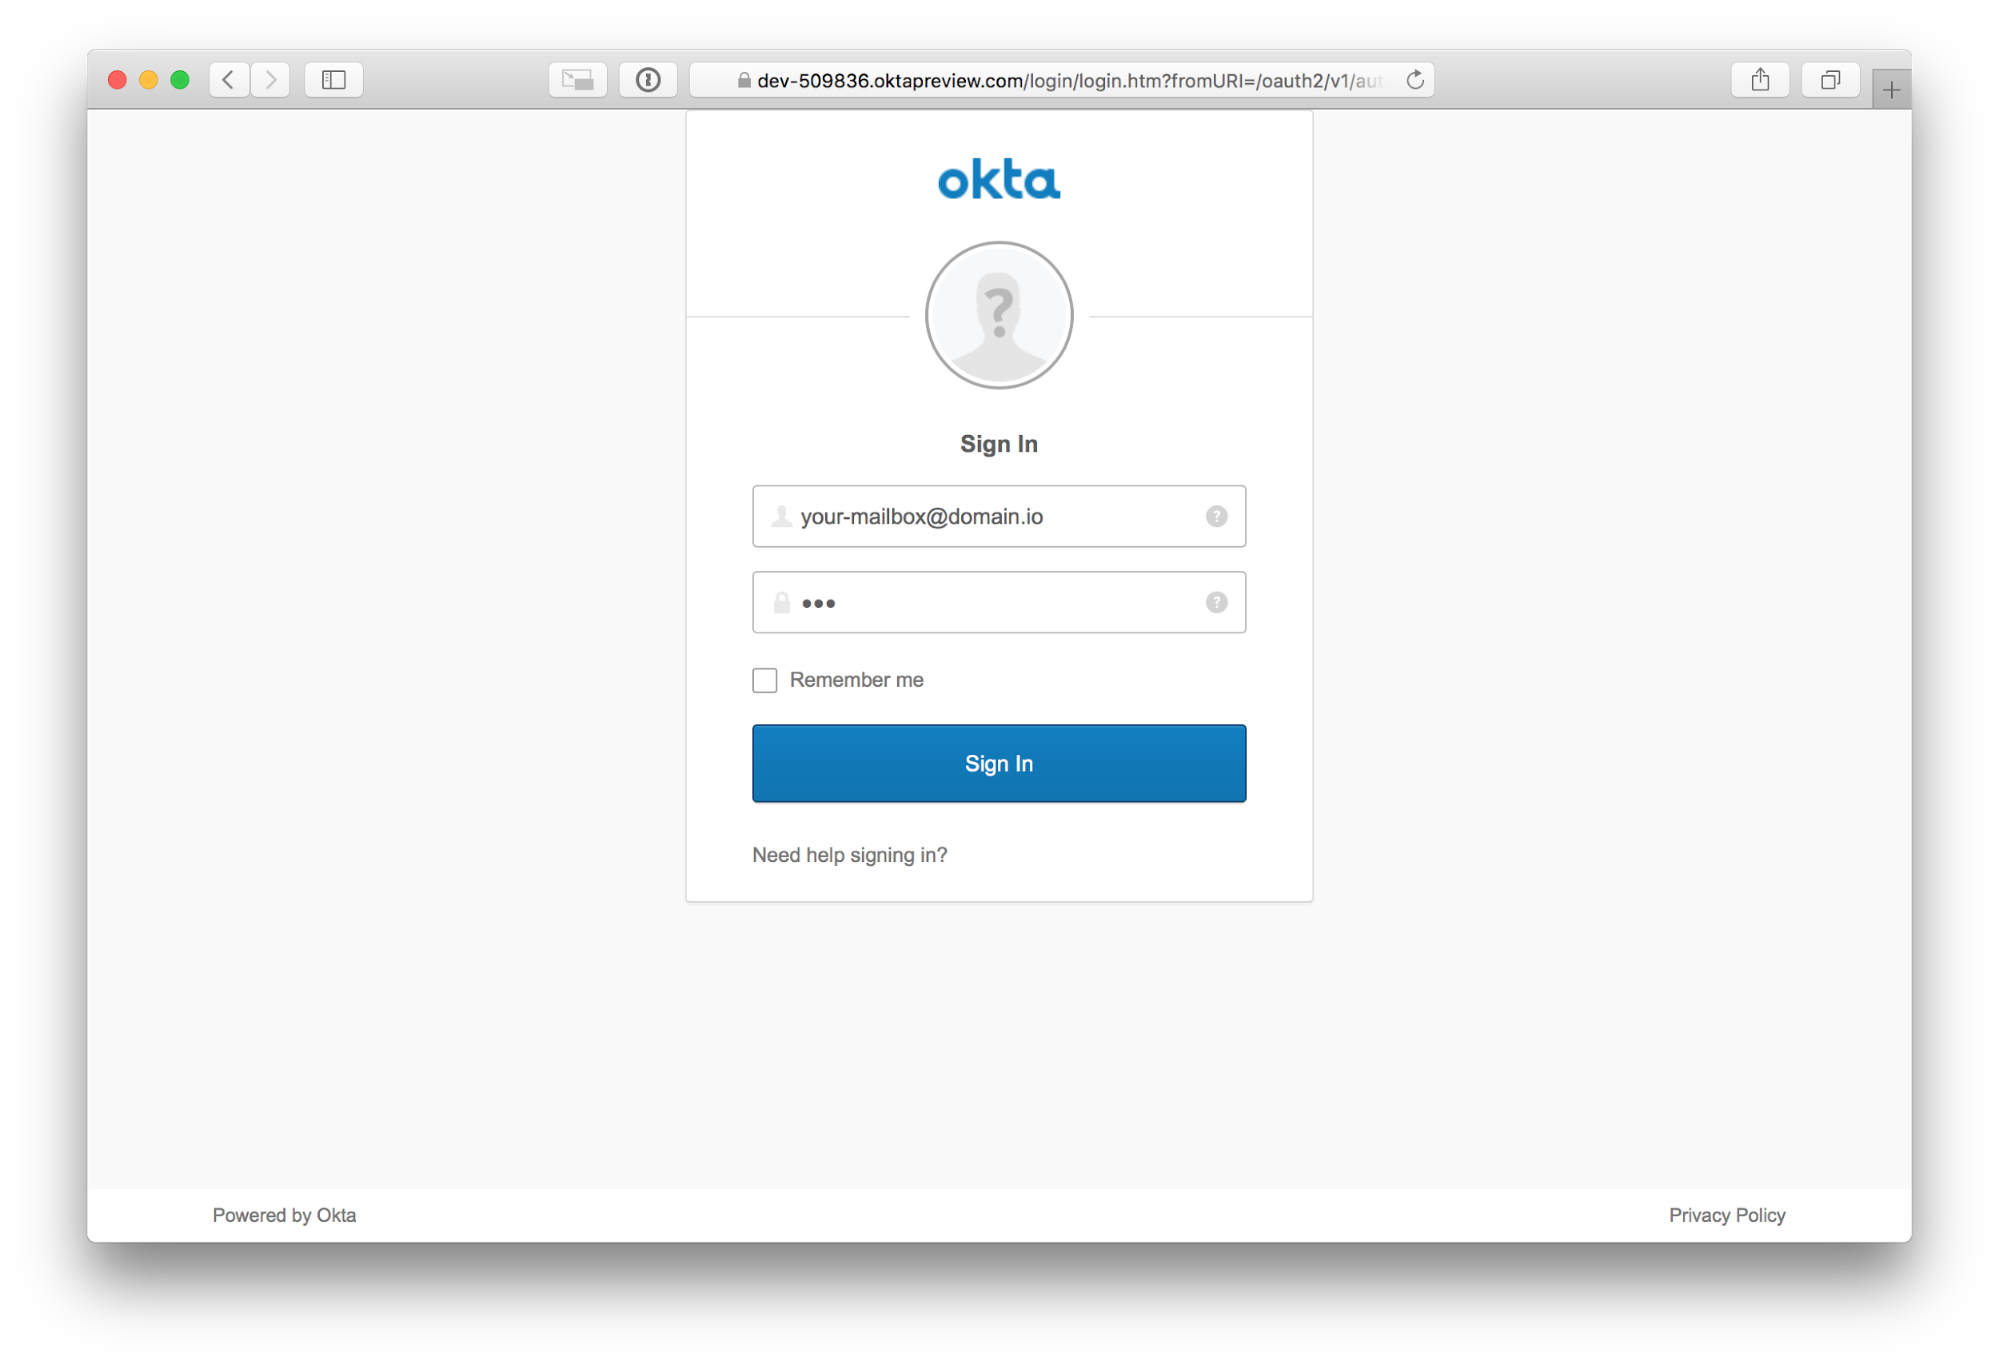 dev-509836.oktapreview.com/login/login.htm?fromURI=/oauth2/v1/aut
okta
?
Sign In
your-mailbox@domain.io
?
•••
?
Remember me
Sign In
Need help signing in?
Powered by Okta
Privacy Policy